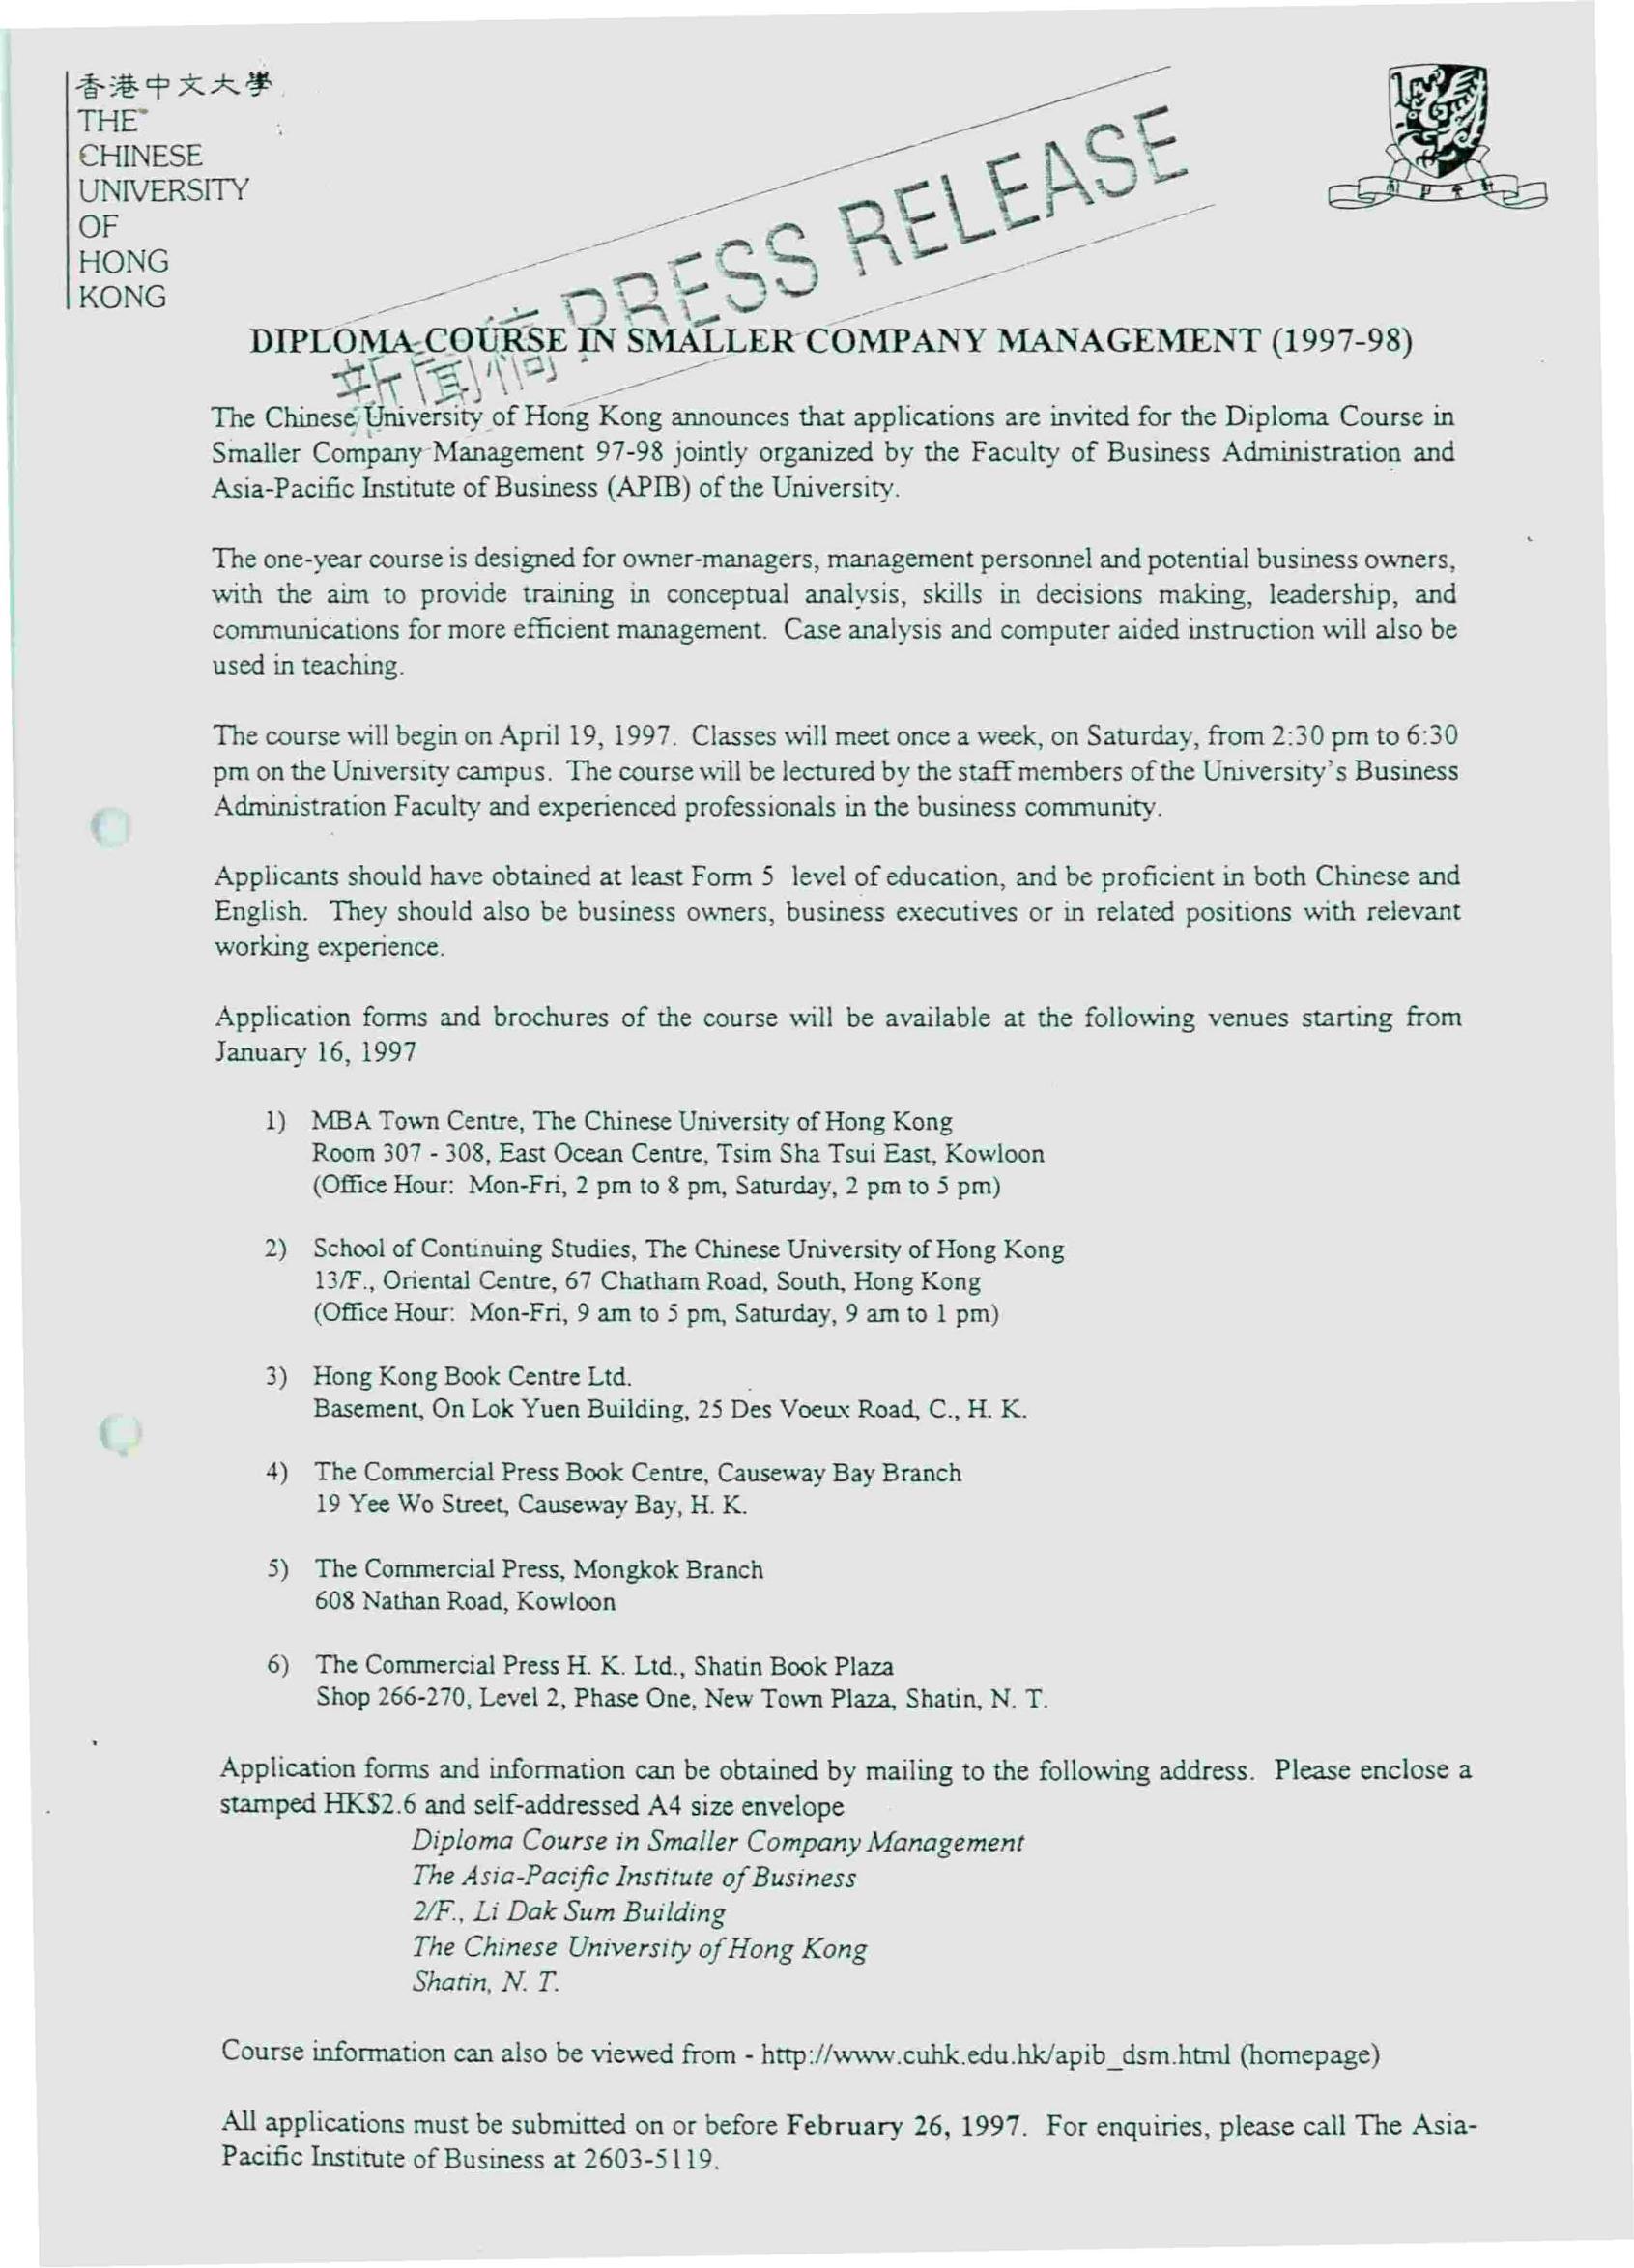 香港中文大學
THE
CHINESE
UNIVERSITY
OF
HONG
KONG
新聞稿 PRESS RELEASE
DIPLOMA COURSE IN SMALLER COMPANY MANAGEMENT (1997-98)
The Chinese University of Hong Kong announces that applications are invited for the Diploma Course in
Smaller Company Management 97-98 jointly organized by the Faculty of Business Administration and
Asia-Pacific Institute of Business (APIB) of the University.
The one-year course is designed for owner-managers, management personnel and potential business owners,
with the aim to provide training in conceptual analysis, skills in decisions making, leadership, and
communications for more efficient management. Case analysis and computer aided instruction will also be
used in teaching.
The course will begin on April 19, 1997. Classes will meet once a week, on Saturday, from 2:30 pm to 6:30
pm on the University campus. The course will be lectured by the staff members of the University's Business
Administration Faculty and experienced professionals in the business community.
Applicants should have obtained at least Form 5 level of education, and be proficient in both Chinese and
English. They should also be business owners, business executives or in related positions with relevant
working experience.
Application forms and brochures of the course will be available at the following venues starting from
January 16, 1997
1) MBA Town Centre, The Chinese University of Hong Kong
Room 307 - 308, East Ocean Centre, Tsim Sha Tsui East, Kowloon
(Office Hour: Mon-Fri, 2 pm to 8 pm, Saturday, 2 pm to 5 pm)
2) School of Continuing Studies, The Chinese University of Hong Kong
13/F., Oriental Centre, 67 Chatham Road, South, Hong Kong
(Office Hour: Mon-Fri, 9 am to 5 pm, Saturday, 9 am to 1 pm)
3) Hong Kong Book Centre Ltd.
Basement, On Lok Yuen Building, 25 Des Voeux Road, C., H. K.
4) The Commercial Press Book Centre, Causeway Bay Branch
19 Yee Wo Street, Causeway Bay, H. K.
5) The Commercial Press, Mongkok Branch
608 Nathan Road, Kowloon
6) The Commercial Press H. K. Ltd., Shatin Book Plaza
Shop 266-270, Level 2, Phase One, New Town Plaza, Shatin, N. T.
Application forms and information can be obtained by mailing to the following address. Please enclose a
stamped HK$2.6 and self-addressed A4 size envelope
Diploma Course in Smaller Company Management
The Asia-Pacific Institute of Business
2/F., Li Dak Sum Building
The Chinese University of Hong Kong
Shatin, N. T.
Course information can also be viewed from - http://www.cuhk.edu.hk/apib_dsm.html (homepage)
All applications must be submitted on or before February 26, 1997. For enquiries, please call The Asia-
Pacific Institute of Business at 2603-5119.